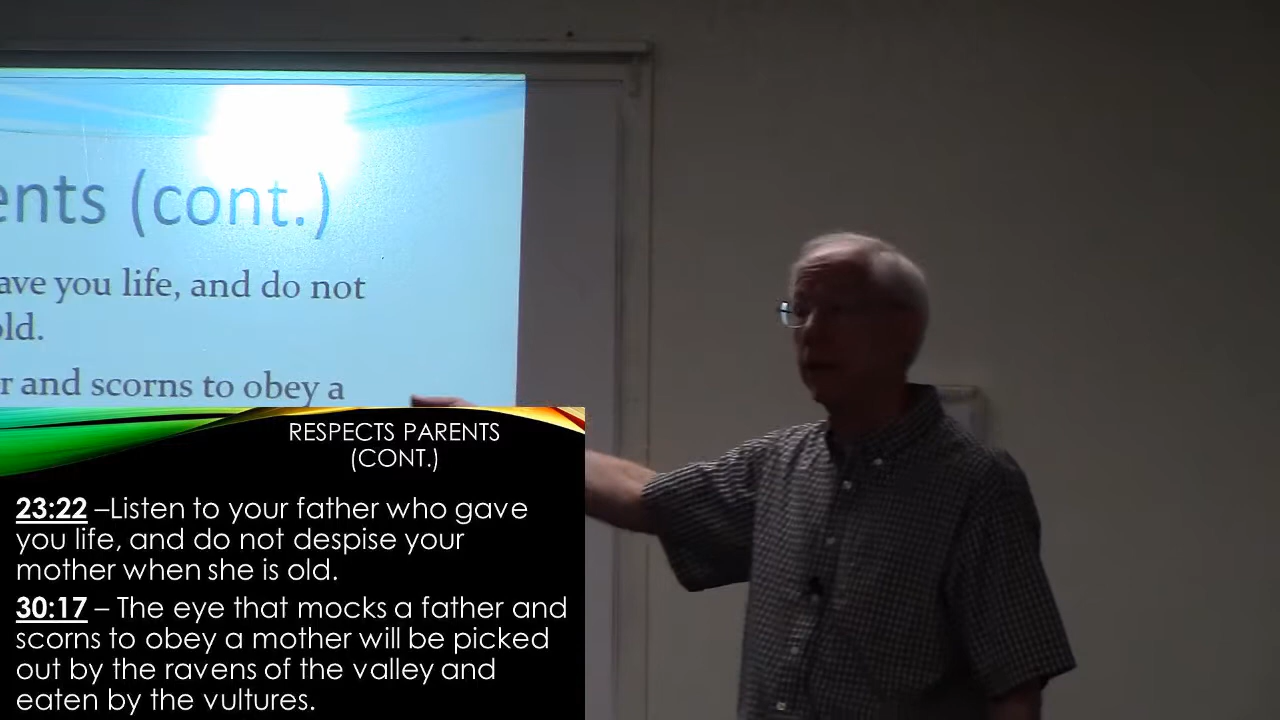 ents (cont.)
ave you life, and do not
old.
r and scorns to obey a
RESPECTS PARENTS
(CONT.)
23:22 –Listen to your father who gave
you life, and do not despise your
mother when she is old.
30:17 – The eye that mocks a father and
scorns to obey a mother will be picked
out by the ravens of the valley and
eaten by the vultures.